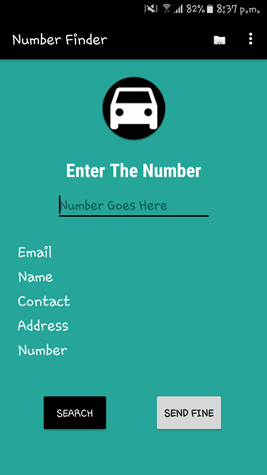 82% 8:37 p.m.
Number Finder
Enter The Number
Number Goes Here
Email
Name
Contact
Address
Number
SEARCH
SEND FINE